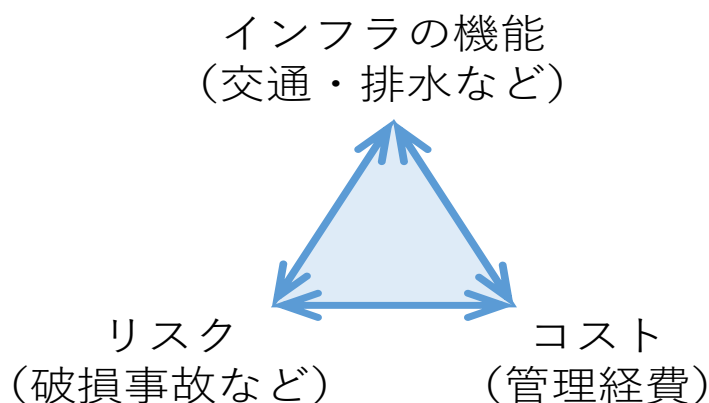 インフラの機能
（交通・排水など）
リスク
（破損事故など）
コスト
（管理経費）